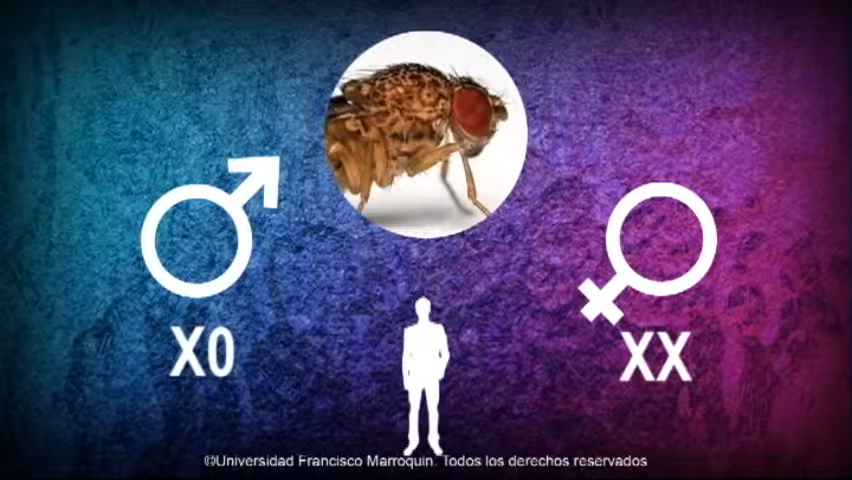 X0
XX
©Universidad Francisco Marroquín. Todos los derechos reservados